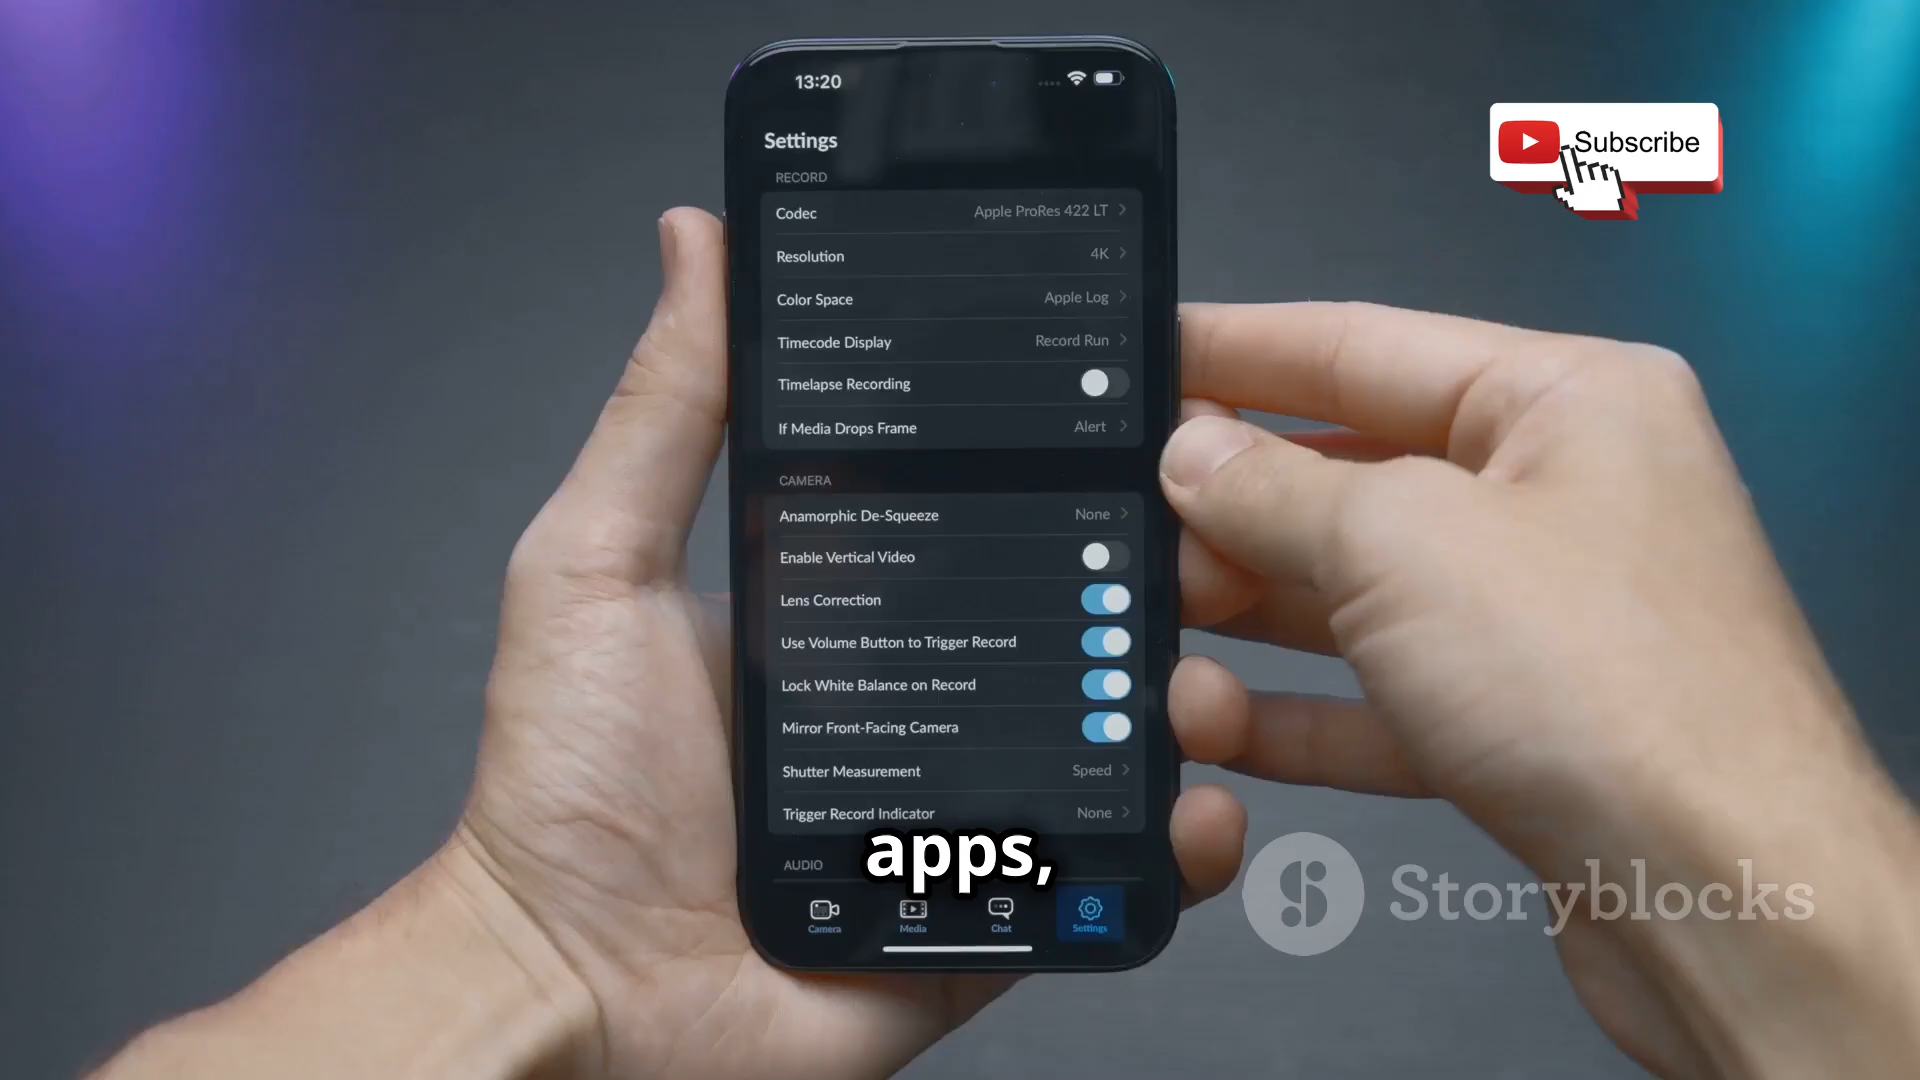 13:20
Settings
Subscribe
RECORD
Codec Apple ProRes 422 LT
Resolution 4K
Color Space Apple Log
Timecode Display Record Run
Timelapse Recording
If Media Drops Frame Alert
CAMERA
Anamorphic De-Squeeze None
Enable Vertical Video
Lens Correction
Use Volume Button to Trigger Record
Lock White Balance on Record
Mirror Front-Facing Camera
Shutter Measurement Speed
Trigger Record Indicator None
AUDIO
apps,
Storyblocks
Camera Media Chat Settings